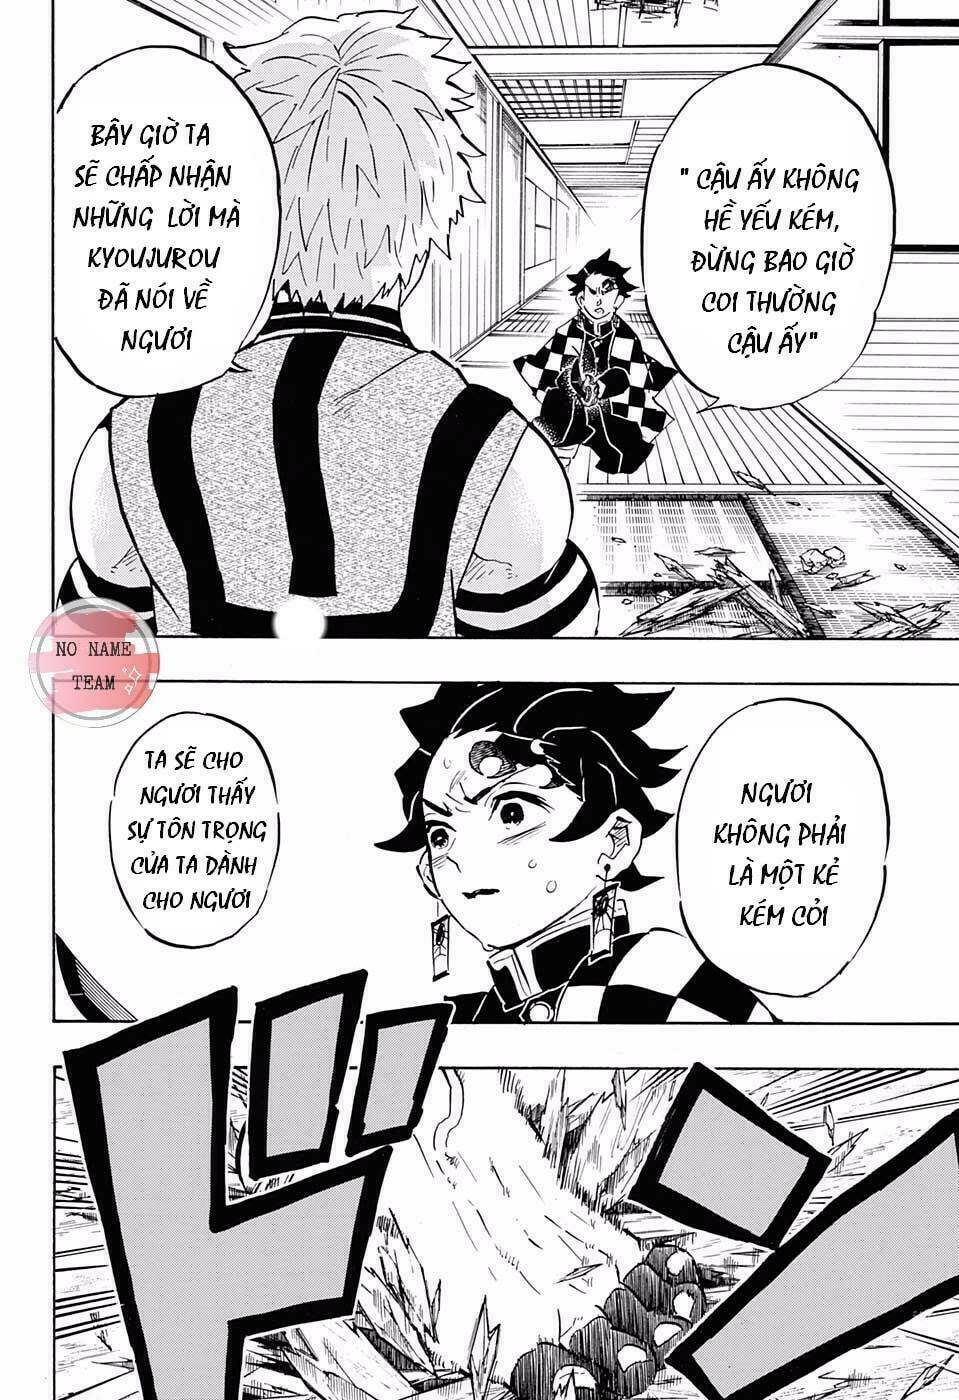 " CẬU ẤY KHÔNG
HỀ YẾU KÉM,
ĐỪNG BAO GIỜ
COI THƯỜNG
CẬU ẤY"
BÂY GIỜ TA
SẼ CHẤP NHẬN
NHỮNG LỜI MÀ
KYOUJUROU
ĐÃ NÓI VỀ
NGƯƠI
NO NAME
TEAM
NGƯƠI
KHÔNG PHẢI
LÀ MỘT KẺ
KÉM CỎI
TA SẼ CHO
NGƯƠI THẤY
SỰ TÔN TRỌNG
CỦA TA DÀNH
CHO NGƯƠI
ドン